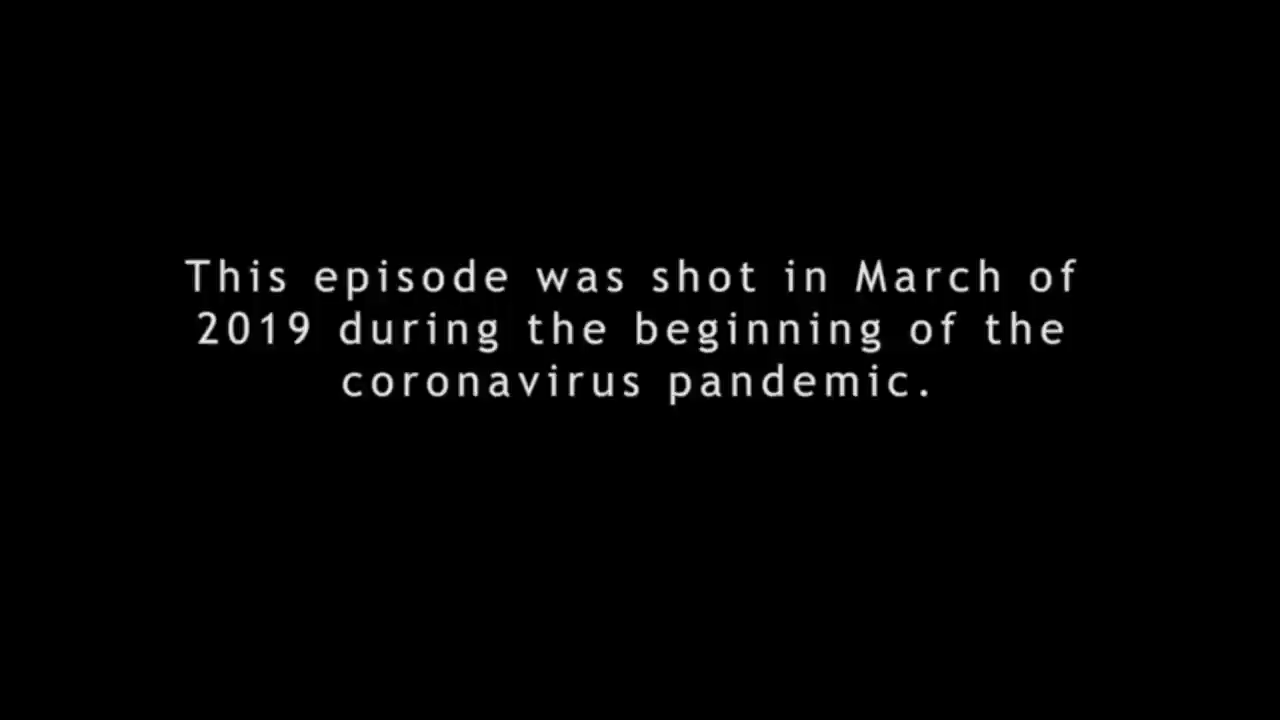 This episode was shot in March of
2019 during the beginning of the
coronavirus pandemic.